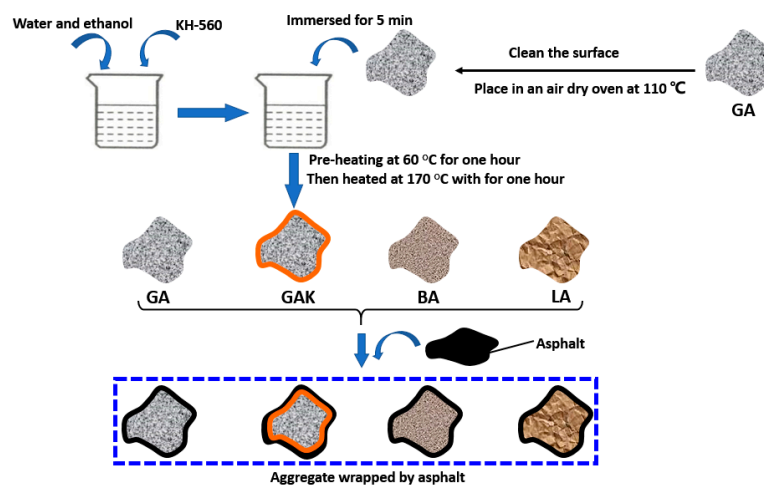 Water and ethanol
KH-560
Immersed for 5 min
Clean the surface
Place in an air dry oven at 110 ℃
GA
Pre-heating at 60 °C for one hour
Then heated at 170 °C with for one hour
GA GAK BA LA
Asphalt
Aggregate wrapped by asphalt